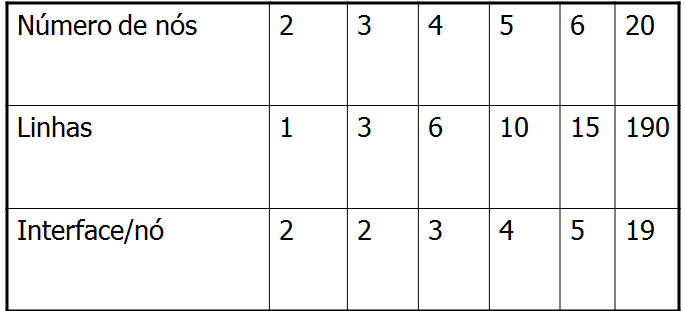 Número de nós 2 3 4 5 6 20
Linhas 1 3 6 10 15 190
Interface/nó 2 2 3 4 5 19